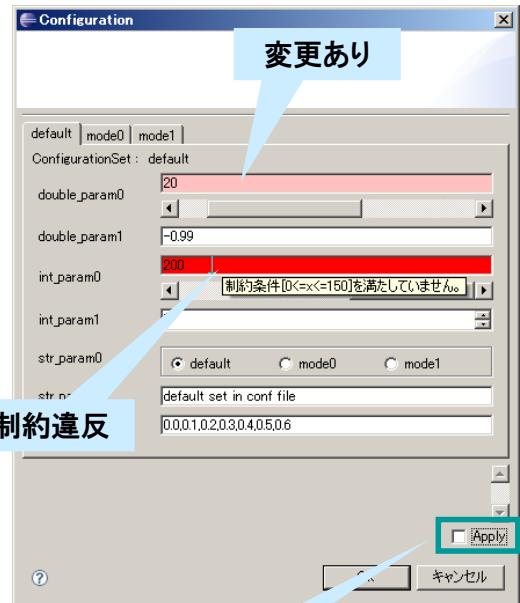 Configuration
変更あり
default mode0 mode1
ConfigurationSet : default
double_param0 20
double_param1 -0.99
int_param0 200
制約条件[0<=x<=150]を満たしていません。
int_param1
str_param0 default mode0 mode1
default set in conf file
制約違反
0.0,0.1,0.2,0.3,0.4,0.5,0.6
Apply
キャンセル